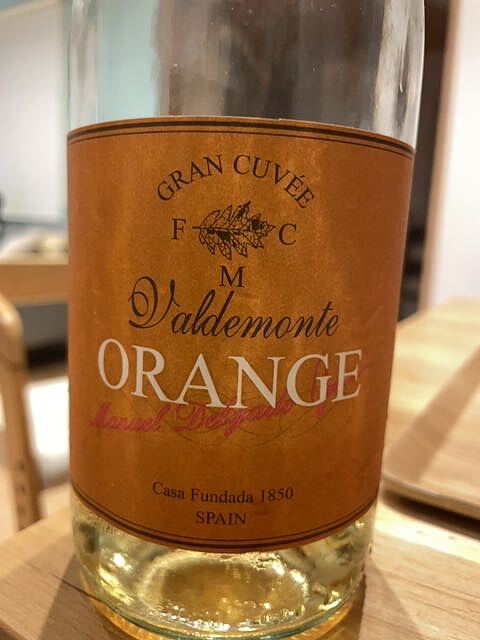 GRAN CUVÉE
F C
M
Valdemonte
ORANGE
Manuel Delgado
Casa Fundada 1850
SPAIN